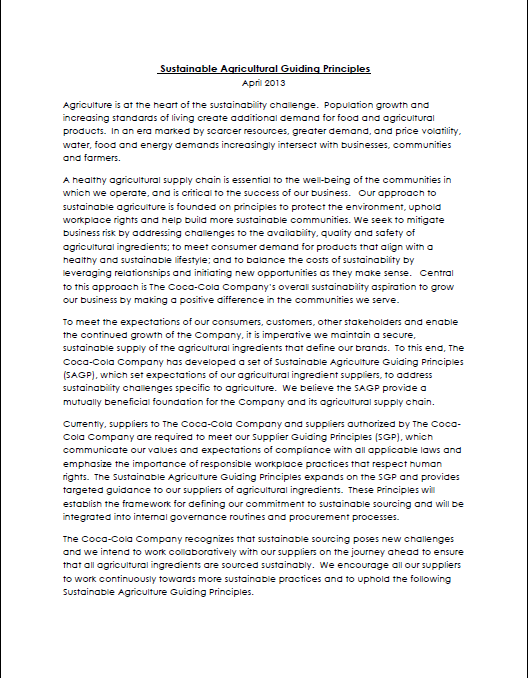 Sustainable Agricultural Guiding Principles
April 2013
Agriculture is at the heart of the sustainability challenge.  Population growth and
increasing standards of living create additional demand for food and agricultural
products.  In an era marked by scarcer resources, greater demand, and price volatility,
water, food and energy demands increasingly intersect with businesses, communities
and farmers.
A healthy agricultural supply chain is essential to the well-being of the communities in
which we operate, and is critical to the success of our business.   Our approach to
sustainable agriculture is founded on principles to protect the environment, uphold
workplace rights and help build more sustainable communities. We seek to mitigate
business risk by addressing challenges to the availability, quality and safety of
agricultural ingredients; to meet consumer demand for products that align with a
healthy and sustainable lifestyle; and to balance the costs of sustainability by
leveraging relationships and initiating new opportunities as they make sense.   Central
to this approach is The Coca-Cola Company's overall sustainability aspiration to grow
our business by making a positive difference in the communities we serve.
To meet the expectations of our consumers, customers, other stakeholders and enable
the continued growth of the Company, it is imperative we maintain a secure,
sustainable supply of the agricultural ingredients that define our brands.  To this end, The
Coca-Cola Company has developed a set of Sustainable Agriculture Guiding Principles
(SAGP), which set expectations of our agricultural ingredient suppliers, to address
sustainability challenges specific to agriculture.  We believe the SAGP provide a
mutually beneficial foundation for the Company and its agricultural supply chain.
Currently, suppliers to The Coca-Cola Company and suppliers authorized by The Coca-
Cola Company are required to meet our Supplier Guiding Principles (SGP), which
communicate our values and expectations of compliance with all applicable laws and
emphasize the importance of responsible workplace practices that respect human
rights.  The Sustainable Agriculture Guiding Principles expands on the SGP and provides
targeted guidance to our suppliers of agricultural ingredients.  These Principles will
establish the framework for defining our commitment to sustainable sourcing and will be
integrated into internal governance routines and procurement processes.
The Coca-Cola Company recognizes that sustainable sourcing poses new challenges
and we intend to work collaboratively with our suppliers on the journey ahead to ensure
that all agricultural ingredients are sourced sustainably.  We encourage all our suppliers
to work continuously towards more sustainable practices and to uphold the following
Sustainable Agriculture Guiding Principles.